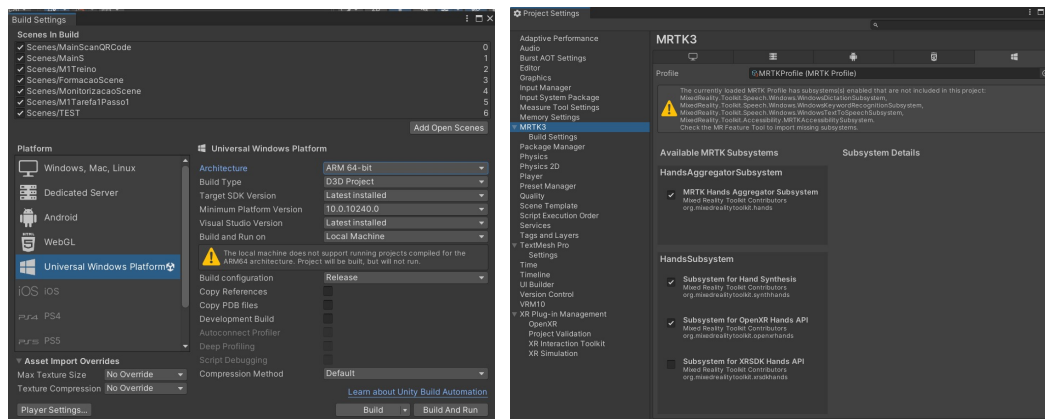 Build Settings
Scenes In Build
Scenes/MainScanQRCode 0
Scenes/MainS 1
Scenes/M1Treino 2
Scenes/FormacaoScene 3
Scenes/MonitorizacaoScene 4
Scenes/M1Tarefa1Passo1 5
Scenes/TEST 6
Add Open Scenes
Platform
Windows, Mac, Linux
Dedicated Server
Android
WebGL
Universal Windows Platform
iOS iOS
PS4 PS4
PS5 PS5
Universal Windows Platform
Architecture ARM 64-bit
Build Type D3D Project
Target SDK Version Latest installed
Minimum Platform Version 10.0.10240.0
Visual Studio Version Latest installed
Build and Run on Local Machine
The local machine does not support running projects compiled for the
ARM64 architecture. Project will be built, but will not run.
Build configuration Release
Copy References
Copy PDB files
Development Build
Autoconnect Profiler
Deep Profiling
Script Debugging
Compression Method Default
Asset Import Overrides
Max Texture Size No Override
Texture Compression No Override
Learn about Unity Build Automation
Player Settings...
Build
Build And Run
Project Settings
Adaptive Performance
Audio
Burst AOT Settings
Editor
Graphics
Input Manager
Input System Package
Measure Tool Settings
Memory Settings
MRTK3
Build Settings
Package Manager
Physics
Physics 2D
Player
Preset Manager
Quality
Scene Template
Script Execution Order
Services
Tags and Layers
TextMesh Pro
Settings
Time
Timeline
UI Builder
Version Control
VRM10
XR Plug-in Management
OpenXR
Project Validation
XR Interaction Toolkit
XR Simulation
MRTK3
Profile MRTKProfile (MRTK Profile)
The currently loaded MRTK Profile has subsystem(s) enabled that are not included in this project:
MixedReality.Toolkit.Speech.Windows.WindowsDictationSubsystem,
MixedReality.Toolkit.Speech.Windows.WindowsKeywordRecognitionSubsystem,
MixedReality.Toolkit.Speech.Windows.WindowsTextToSpeechSubsystem,
MixedReality.Toolkit.Accessibility.MRTKAccessibilitySubsystem.
Check the MR Feature Tool to import missing subsystems.
Available MRTK Subsystems
Subsystem Details
HandsAggregatorSubsystem
MRTK Hands Aggregator Subsystem
Mixed Reality Toolkit Contributors
org.mixedrealitytoolkit.hands
HandsSubsystem
Subsystem for Hand Synthesis
Mixed Reality Toolkit Contributors
org.mixedrealitytoolkit.synthhands
Subsystem for OpenXR Hands API
Mixed Reality Toolkit Contributors
org.mixedrealitytoolkit.openxrhands
Subsystem for XRSDK Hands API
Mixed Reality Toolkit Contributors
org.mixedrealitytoolkit.xrsdkhands